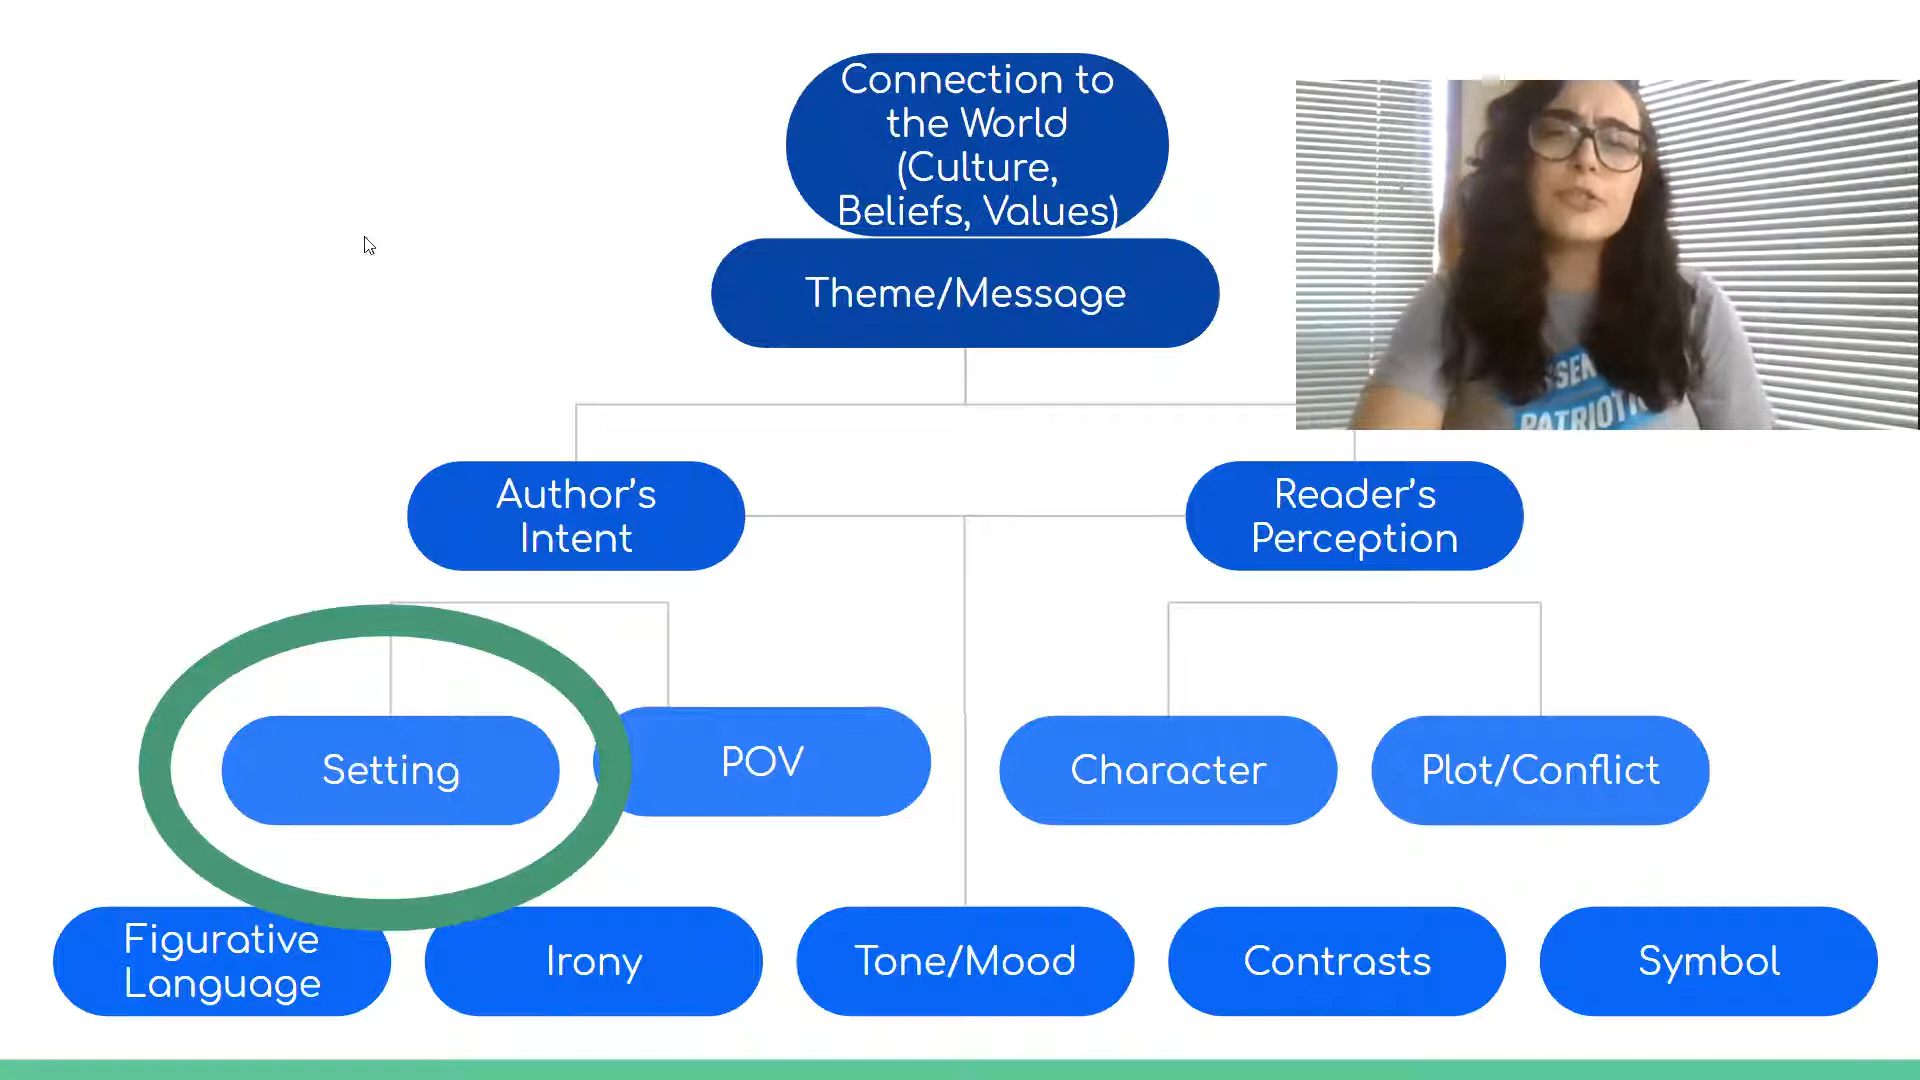 Connection to
the World
(Culture,
Beliefs, Values)
Theme/Message
Author's
Intent
Reader's
Perception
Setting
POV
Character
Plot/Conflict
Figurative
Language
Irony
Tone/Mood
Contrasts
Symbol